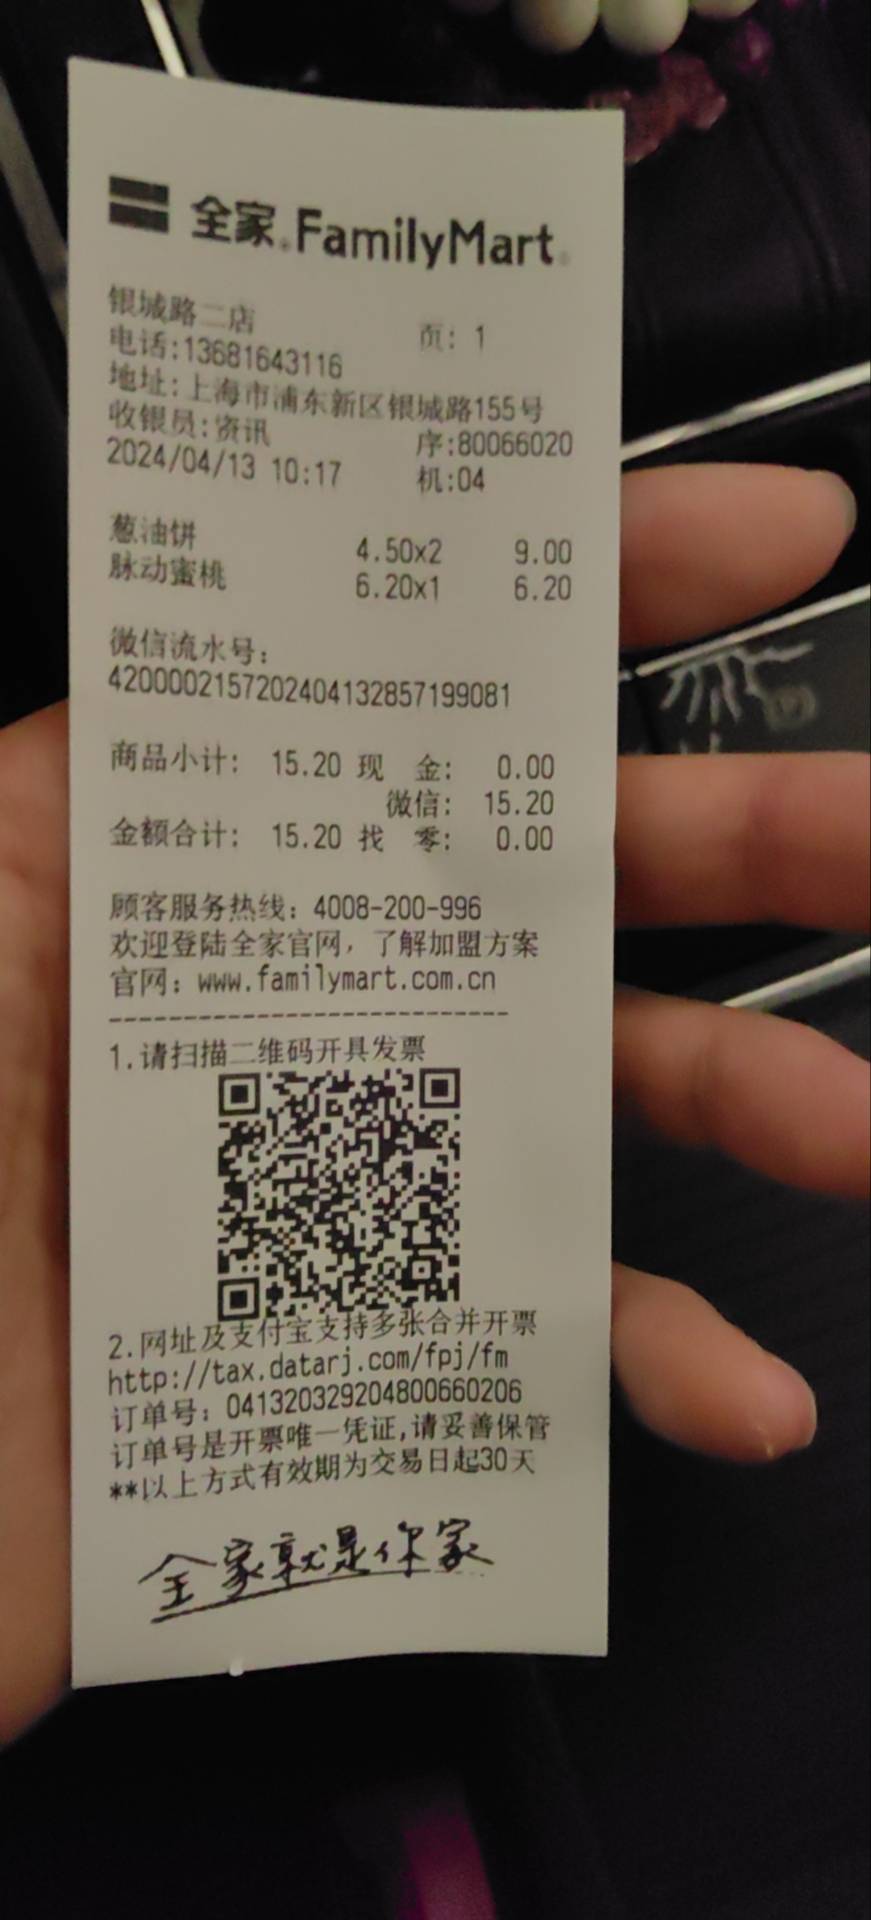 全家 FamilyMart
银城路二店 页: 1
电话:13681643116
地址:上海市浦东新区银城路155号
收银员:资讯 序:80066020
2024/04/13 10:17 机:04
葱油饼 4.50x2 9.00
脉动蜜桃 6.20x1 6.20
微信流水号:
4200002157202404132857199081
商品小计: 15.20 现 金: 0.00
微信: 15.20
金额合计: 15.20 找 零: 0.00
顾客服务热线: 4008-200-996
欢迎登陆全家官网, 了解加盟方案
官网: www.familymart.com.cn
--------------------------
1.请扫描二维码开具发票
2.网址及支付宝支持多张合并开票
http://tax.datarj.com/fpj/fm
订单号: 041320329204800660206
订单号是开票唯一凭证,请妥善保管
**以上方式有效期为交易日起30天
全家就是你家